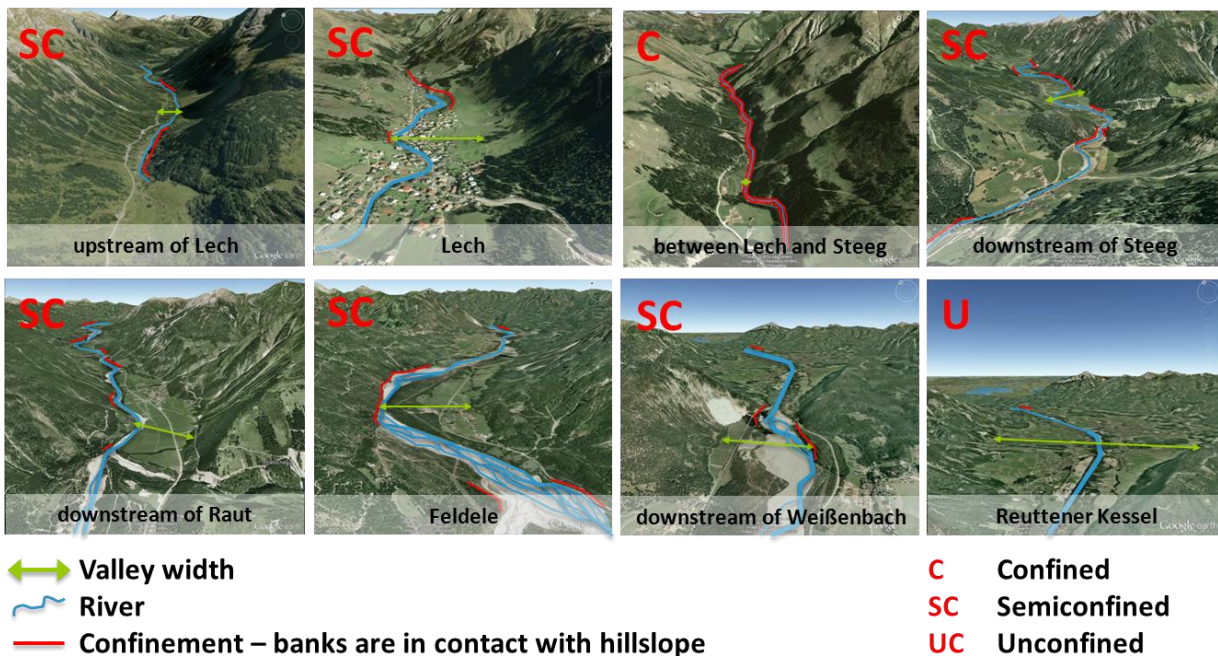 SC
upstream of Lech
SC
Lech
C
between Lech and Steeg
SC
downstream of Steeg
SC
downstream of Raut
SC
Feldele
SC
downstream of Weißenbach
U
Reuttener Kessel
Google earth
Valley width
River
Confinement – banks are in contact with hillslope
C Confined
SC Semiconfined
UC Unconfined